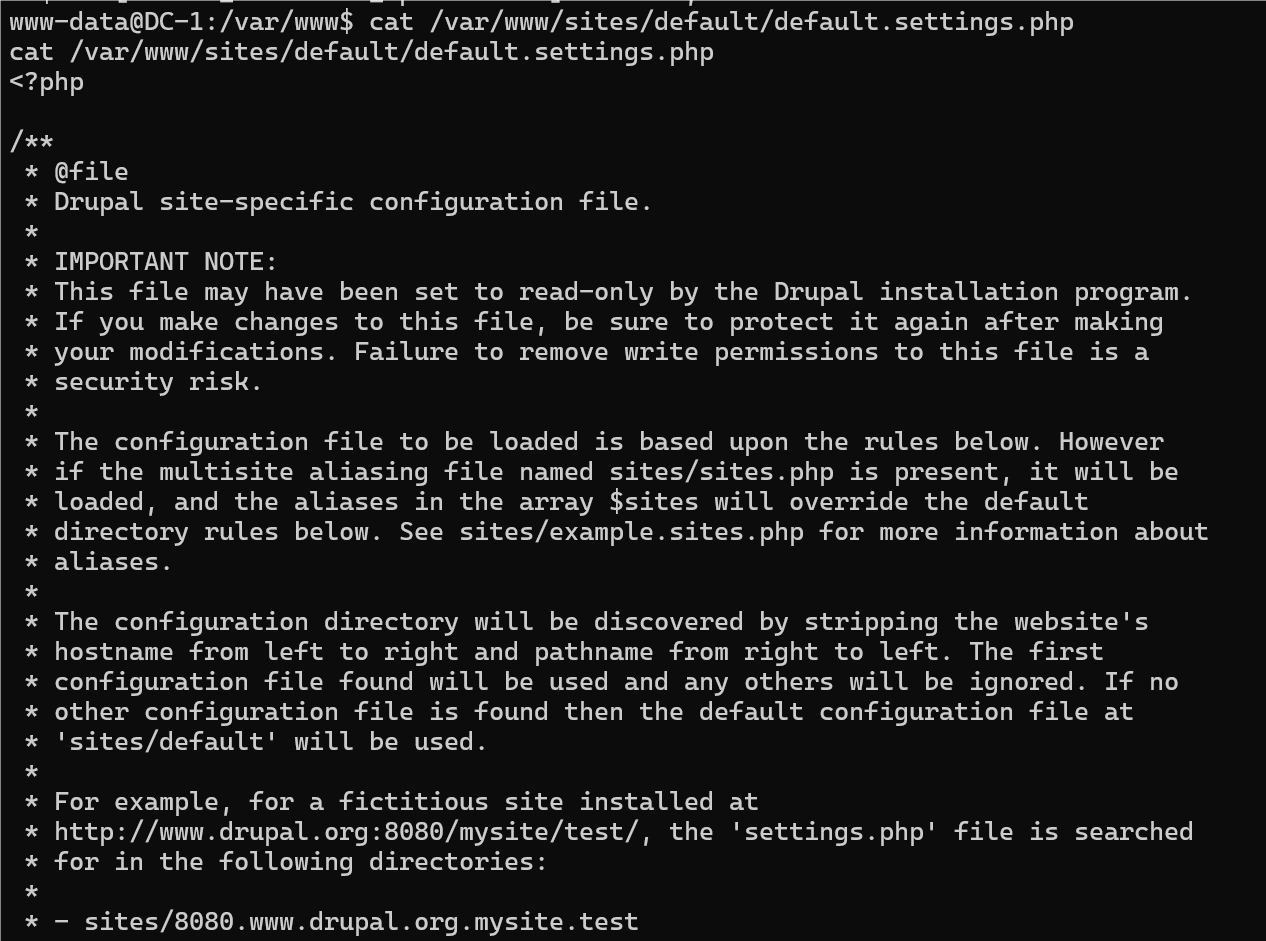 www-data@DC-1:/var/www$ cat /var/www/sites/default/default.settings.php
cat /var/www/sites/default/default.settings.php
<?php
/**
 * @file
 * Drupal site-specific configuration file.
 *
 * IMPORTANT NOTE:
 * This file may have been set to read-only by the Drupal installation program.
 * If you make changes to this file, be sure to protect it again after making
 * your modifications. Failure to remove write permissions to this file is a
 * security risk.
 *
 * The configuration file to be loaded is based upon the rules below. However
 * if the multisite aliasing file named sites/sites.php is present, it will be
 * loaded, and the aliases in the array $sites will override the default
 * directory rules below. See sites/example.sites.php for more information about
 * aliases.
 *
 * The configuration directory will be discovered by stripping the website's
 * hostname from left to right and pathname from right to left. The first
 * configuration file found will be used and any others will be ignored. If no
 * other configuration file is found then the default configuration file at
 * 'sites/default' will be used.
 *
 * For example, for a fictitious site installed at
 * http://www.drupal.org:8080/mysite/test/, the 'settings.php' file is searched
 * for in the following directories:
 *
 * - sites/8080.www.drupal.org.mysite.test